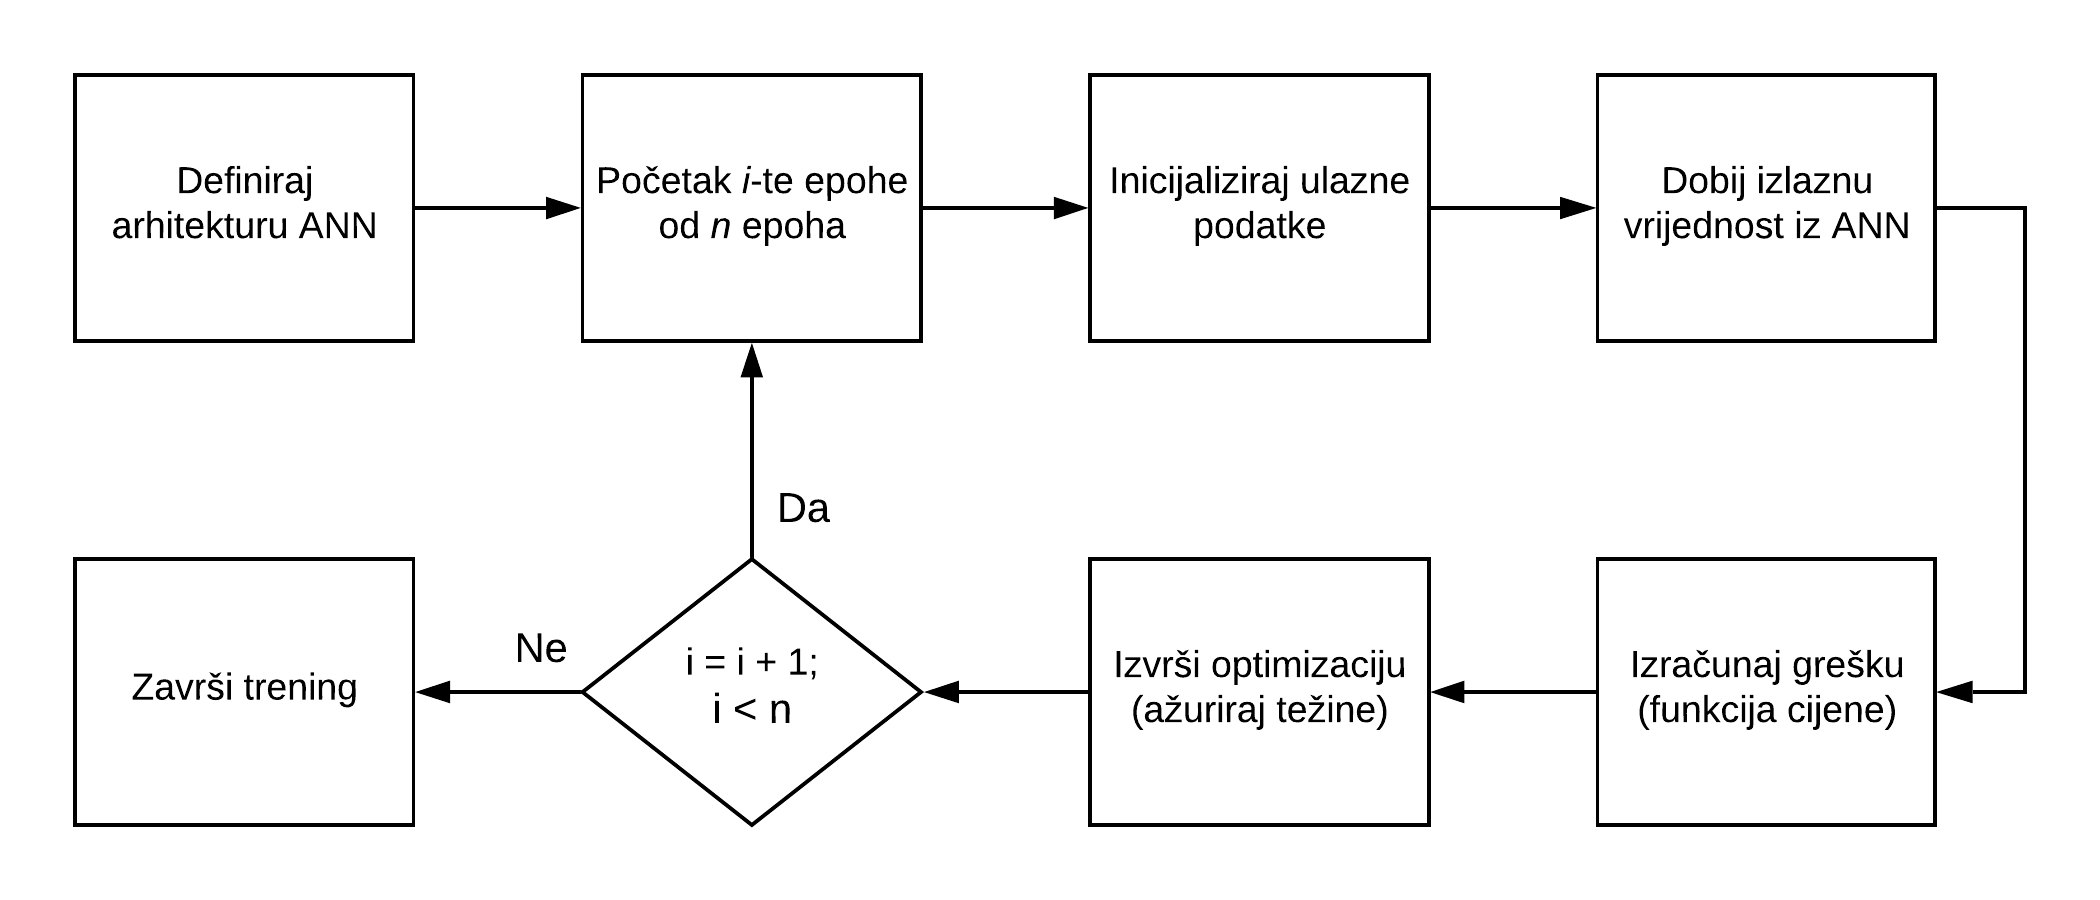 Definiraj
arhitekturu ANN
Početak i-te epohe
od n epoha
Inicijaliziraj ulazne
podatke
Dobij izlaznu
vrijednost iz ANN
Izračunaj grešku
(funkcija cijene)
Izvrši optimizaciju
(ažuriraj težine)
i = i + 1;
i < n
Da
Ne
Završi trening